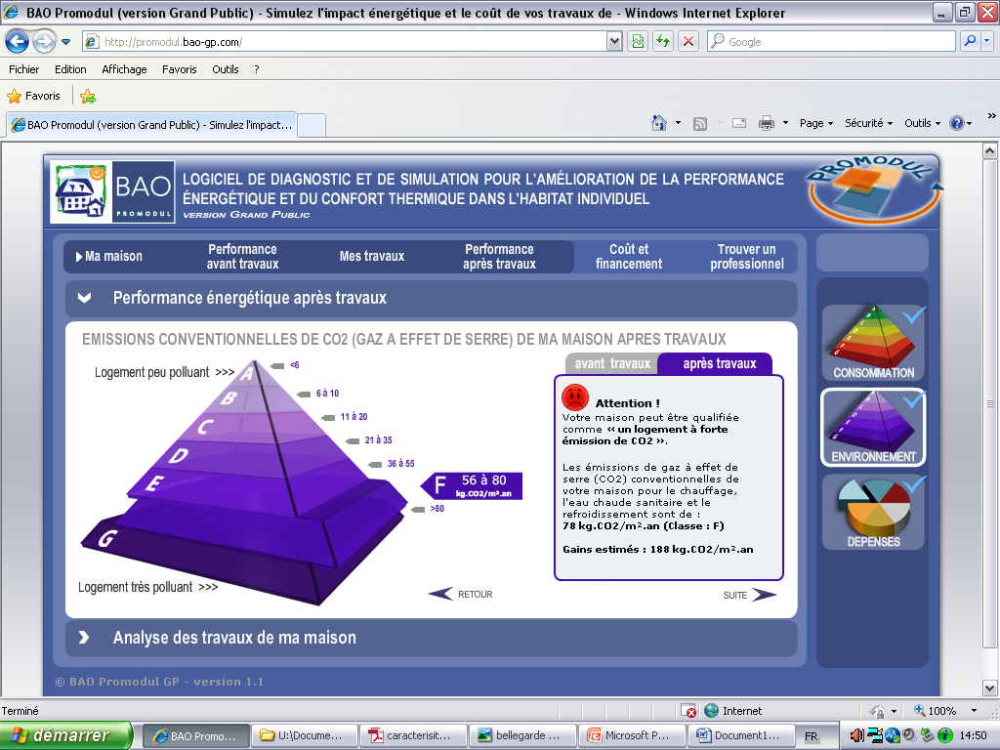 BAO Promodul (version Grand Public) - Simulez l'impact énergétique et le coût de vos travaux de - Windows Internet Explorer
http://promodul.bao-gp.com/
Google
Fichier Edition Affichage Favoris Outils ?
Favoris
BAO Promodul (version Grand Public) - Simulez l'impact...
Page Sécurité Outils
BAO
PROMODUL
LOGICIEL DE DIAGNOSTIC ET DE SIMULATION POUR L'AMÉLIORATION DE LA PERFORMANCE
ÉNERGÉTIQUE ET DU CONFORT THERMIQUE DANS L'HABITAT INDIVIDUEL
VERSION GRAND PUBLIC
PROMODUL
Ma maison
Performance
avant travaux
Mes travaux
Performance
après travaux
Coût et
financement
Trouver un
professionnel
Performance énergétique après travaux
EMISSIONS CONVENTIONNELLES DE CO2 (GAZ A EFFET DE SERRE) DE MA MAISON APRES TRAVAUX
Logement peu polluant >>>
A
<6
B
6 à 10
C
11 à 20
D
21 à 35
E
36 à 55
F
56 à 80
kg.CO2/m².an
G
>80
Logement très polluant >>>
avant travaux
après travaux
Attention !
Votre maison peut être qualifiée
comme « un logement à forte
émission de CO2 ».
Les émissions de gaz à effet de
serre (CO2) conventionnelles de
votre maison pour le chauffage,
l'eau chaude sanitaire et le
refroidissement sont de :
78 kg.CO2/m².an (Classe : F)
Gains estimés : 188 kg.CO2/m².an
RETOUR
SUITE
CONSOMMATION
ENVIRONNEMENT
DEPENSES
Analyse des travaux de ma maison
© BAO Promodul GP - version 1.1
Terminé
Internet
100%
démarrer
BAO Promo...
U:\Docume...
caracterisit...
bellegarde ...
Microsoft P...
Document1...
FR
14:50